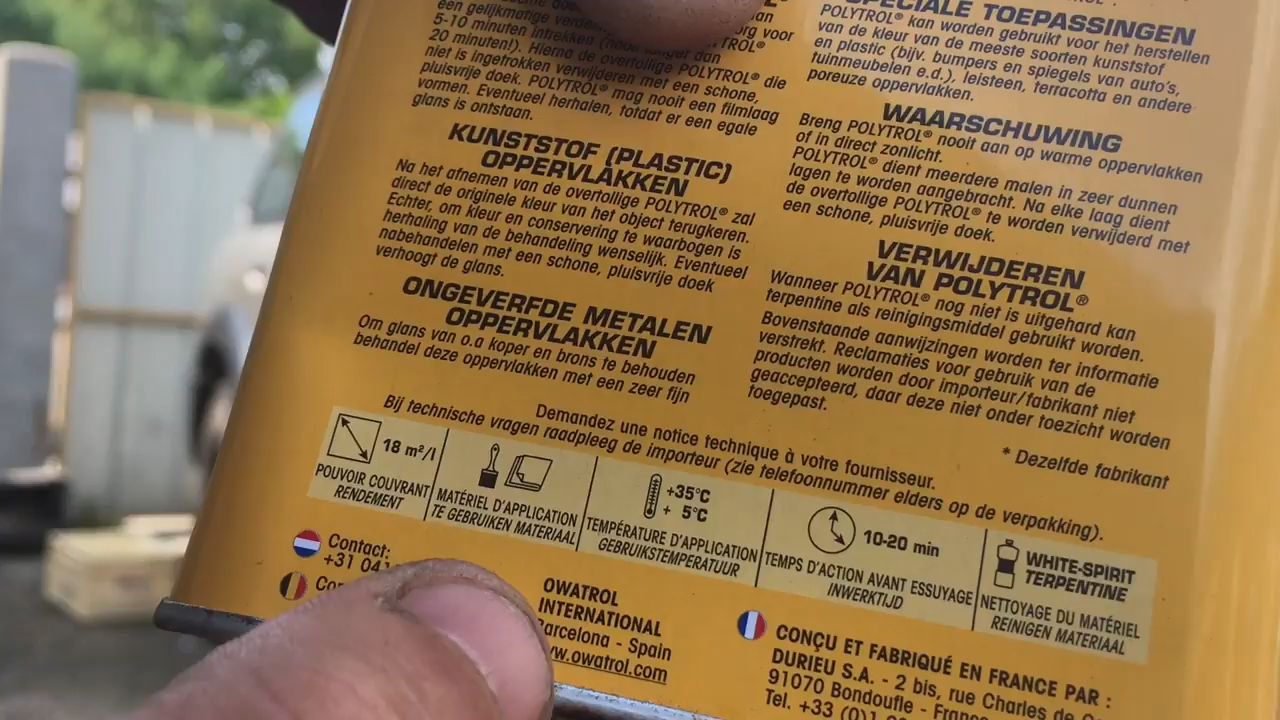 een gelijkmatige
5-10 minuten intrekken
20 minuten!). Hierna de overtollige POLYTROL® die
niet is ingetrokken verwijderen met een schone,
pluisvrije doek. POLYTROL® mag nooit een filmlaag
vormen. Eventueel herhalen, totdat er een egale
glans is ontstaan.
KUNSTSTOF (PLASTIC)
OPPERVLAKKEN
Na het afnemen van de overtollige POLYTROL® zal
direct de originele kleur van het object terugkeren.
Echter, om kleur en conservering te waarbogen is
herhaling van de behandeling wenselijk. Eventueel
nabehandelen met een schone, pluisvrije doek
verhoogt de glans.
ONGEVERFDE METALEN
OPPERVLAKKEN
Om glans van o.a koper en brons te behouden
behandel deze oppervlakken met een zeer fijn
SPECIALE TOEPASSINGEN
POLYTROL® kan worden gebruikt voor het herstellen
van de kleur van de meeste soorten kunststof
en plastic (bijv. bumpers en spiegels van auto's,
tuinmeubelen e.d.), leisteen, terracotta en andere
poreuze oppervlakken.
WAARSCHUWING
Breng POLYTROL® nooit aan op warme oppervlakken
of in direct zonlicht.
POLYTROL® dient meerdere malen in zeer dunnen
lagen te worden aangebracht. Na elke laag dient
de overtollige POLYTROL® te worden verwijderd met
een schone, pluisvrije doek.
VERWIJDEREN
VAN POLYTROL®
Wanneer POLYTROL® nog niet is uitgehard kan
terpentine als reinigingsmiddel gebruikt worden.
Bovenstaande aanwijzingen worden ter informatie
verstrekt. Reclamaties voor gebruik van de
producten worden door importeur/fabrikant niet
geaccepteerd, daar deze niet onder toezicht worden
toegepast.
* Dezelfde fabrikant
Demandez une notice technique à votre fournisseur.
Bij technische vragen raadpleeg de importeur (zie telefoonnummer elders op de verpakking).
18 m²/l
POUVOIR COUVRANT
RENDEMENT
MATÉRIEL D'APPLICATION
TE GEBRUIKEN MATERIAAL
+35°C
+ 5°C
TEMPÉRATURE D'APPLICATION
GEBRUIKSTEMPERATUUR
10-20 min
TEMPS D'ACTION AVANT ESSUYAGE
INWERKTIJD
WHITE-SPIRIT
TERPENTINE
NETTOYAGE DU MATÉRIEL
REINIGEN MATERIAAL
Contact:
+31 04
OWATROL
INTERNATIONAL
Barcelona - Spain
www.owatrol.com
CONÇU ET FABRIQUÉ EN FRANCE PAR :
DURIEU S.A. - 2 bis, rue Charles de
91070 Bondoufle - France
Tel. +33 (0)1